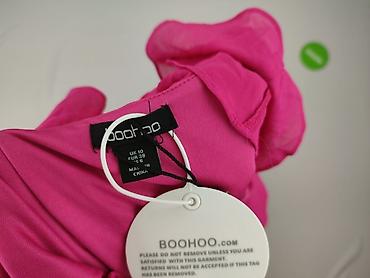 boohoo
UK 10
EUR 38
US 6
MADE IN
CHINA
BOOHOO.COM
PLEASE DO NOT REMOVE UNLESS YOU ARE
SATISFIED WITH THIS GARMENT.
RETURNS WILL NOT BE ACCEPTED IF THIS TAG
HAS BEEN REMOVED.